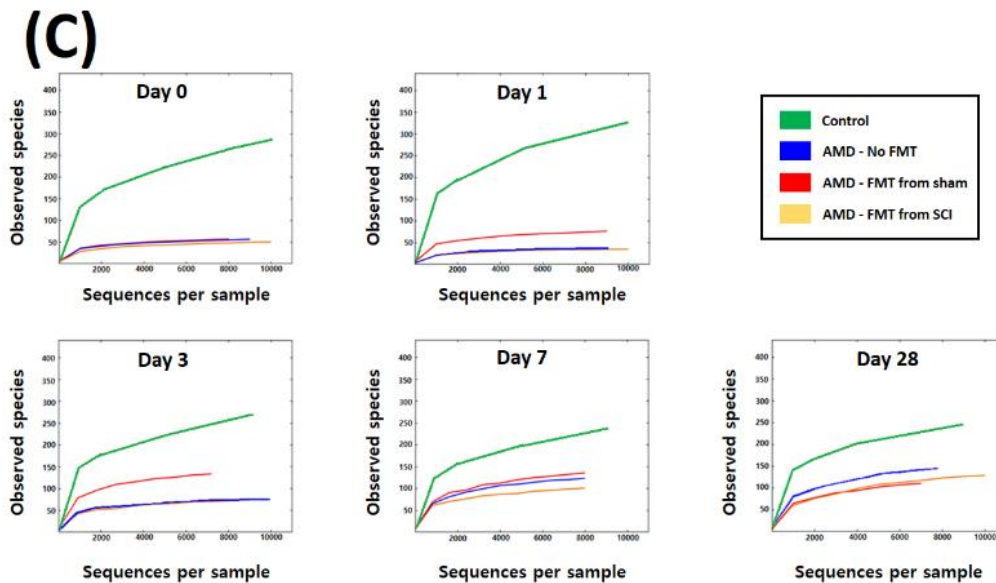 (C)
Day 0
Observed species
400
350
300
250
200
150
100
50
2000 4000 6000 8000 10000
Sequences per sample
Day 1
Observed species
400
350
300
250
200
150
100
50
2000 4000 6000 8000 10000
Sequences per sample
Control
AMD - No FMT
AMD - FMT from sham
AMD - FMT from SCI
Day 3
Observed species
400
350
300
250
200
150
100
50
2000 4000 6000 8000 10000
Sequences per sample
Day 7
Observed species
400
350
300
250
200
150
100
50
2000 4000 6000 8000 10000
Sequences per sample
Day 28
Observed species
400
350
300
250
200
150
100
50
2000 4000 6000 8000 10000
Sequences per sample